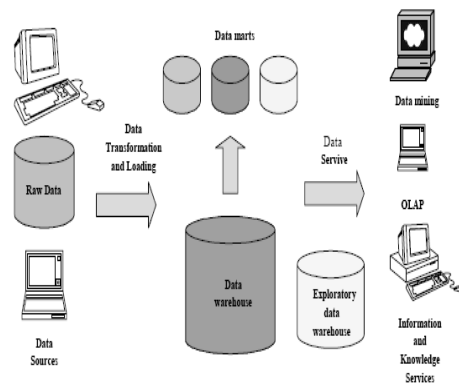 Data marts
Data mining
Data
Transformation
and Loading
Data
Servive
Raw Data
OLAP
Data
warehouse
Exploratory
data
warehouse
Data
Sources
Information
and
Knowledge
Services